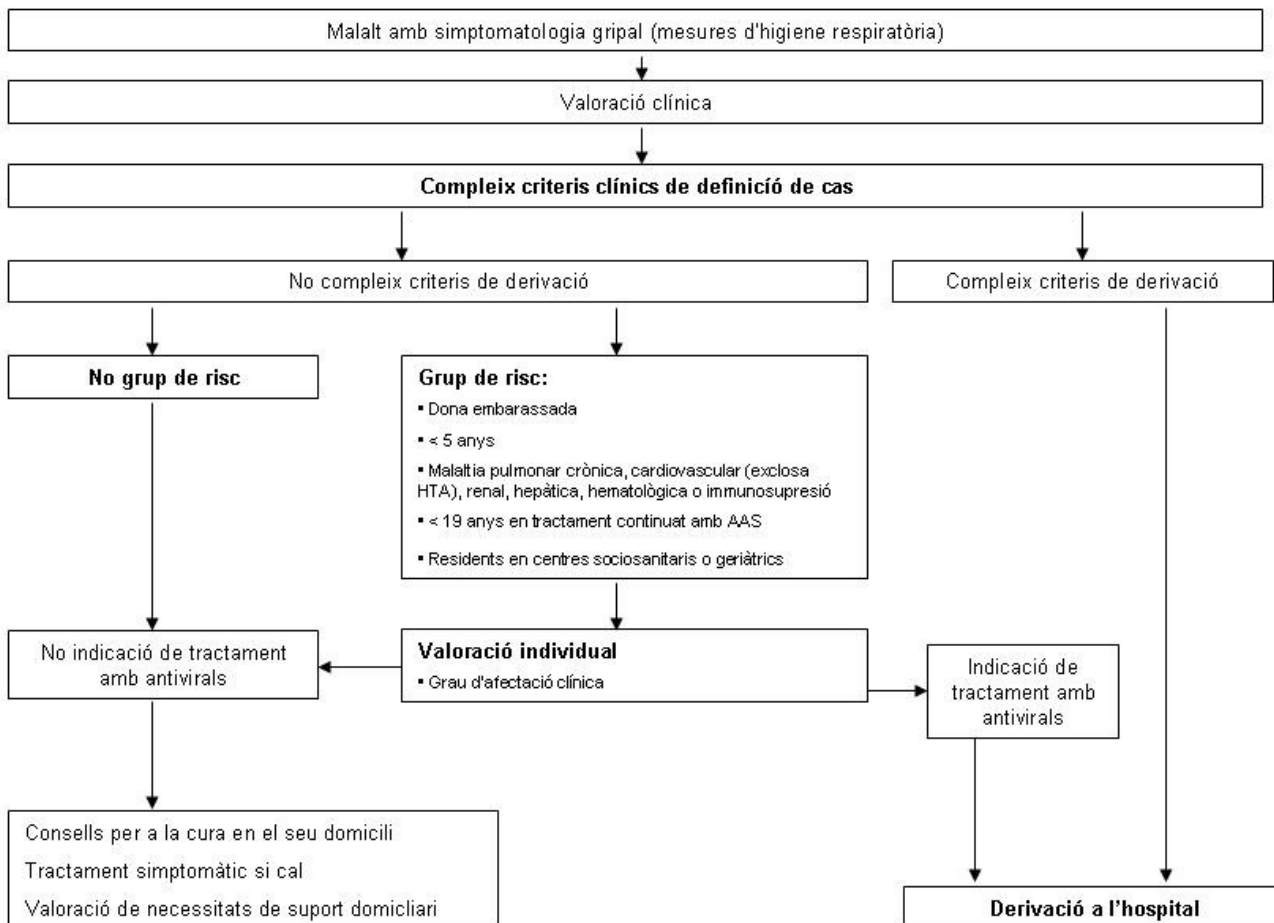 Malalt amb simptomatologia gripal (mesures d'higiene respiratòria)
Valoració clínica
Compleix criteris clínics de definició de cas
No compleix criteris de derivació
Compleix criteris de derivació
No grup de risc
Grup de risc:
▪ Dona embarassada
▪ < 5 anys
▪ Malaltia pulmonar crònica, cardiovascular (exclosa
HTA), renal, hepàtica, hematològica o immunosupresió
▪ < 19 anys en tractament continuat amb AAS
▪ Residents en centres sociosanitaris o geriàtrics
No indicació de tractament
amb antivirals
Valoració individual
▪ Grau d'afectació clínica
Indicació de
tractament amb
antivirals
Consells per a la cura en el seu domicili
Tractament simptomàtic si cal
Valoració de necessitats de suport domiciliari
Derivació a l'hospital